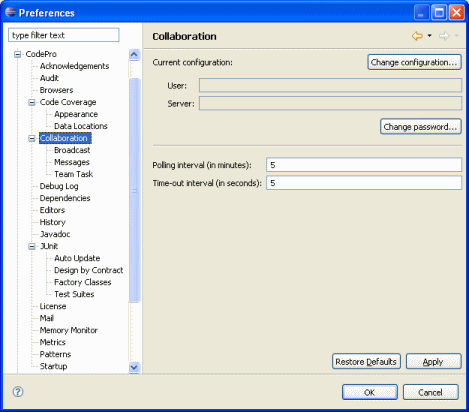 Preferences
type filter text
CodePro
Acknowledgements
Audit
Browsers
Code Coverage
Appearance
Data Locations
Collaboration
Broadcast
Messages
Team Task
Debug Log
Dependencies
Editors
History
Javadoc
JUnit
Auto Update
Design by Contract
Factory Classes
Test Suites
License
Mail
Memory Monitor
Metrics
Patterns
Startup
Collaboration
Current configuration:
Change configuration...
User:
Server:
Change password...
Polling interval (in minutes): 5
Time-out interval (in seconds): 5
Restore Defaults
Apply
?
OK
Cancel